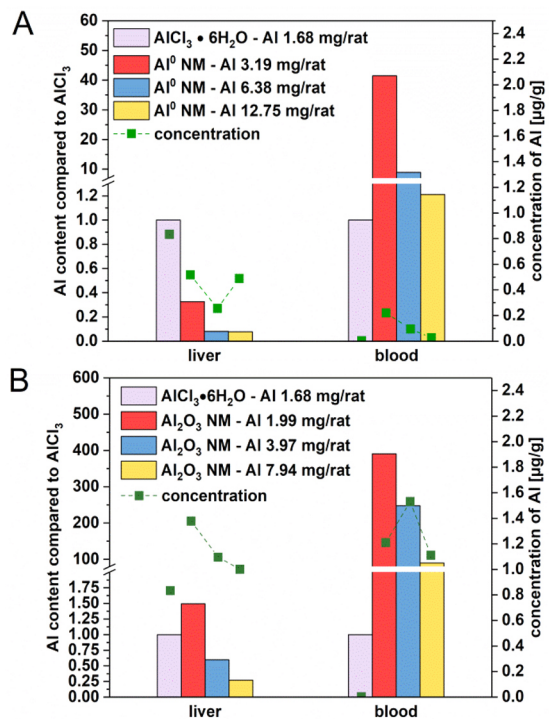 A
Al content compared to AlCl₃
60
50
40
30
20
10
1.2
1.0
0.8
0.6
0.4
0.2
0.0
AlCl₃ • 6H₂O - Al 1.68 mg/rat
Al⁰ NM - Al 3.19 mg/rat
Al⁰ NM - Al 6.38 mg/rat
Al⁰ NM - Al 12.75 mg/rat
concentration
2.4
2.2
2.0
1.8
1.6
1.4
1.2
1.0
0.8
0.6
0.4
0.2
0.0
concentration of Al [µg/g]
liver blood
B
Al content compared to AlCl₃
600
500
400
300
200
100
1.75
1.50
1.25
1.00
0.75
0.50
0.25
0.00
AlCl₃•6H₂O - Al 1.68 mg/rat
Al₂O₃ NM - Al 1.99 mg/rat
Al₂O₃ NM - Al 3.97 mg/rat
Al₂O₃ NM - Al 7.94 mg/rat
concentration
2.4
2.2
2.0
1.8
1.6
1.4
1.2
1.0
0.8
0.6
0.4
0.2
0.0
concentration of Al [µg/g]
liver blood